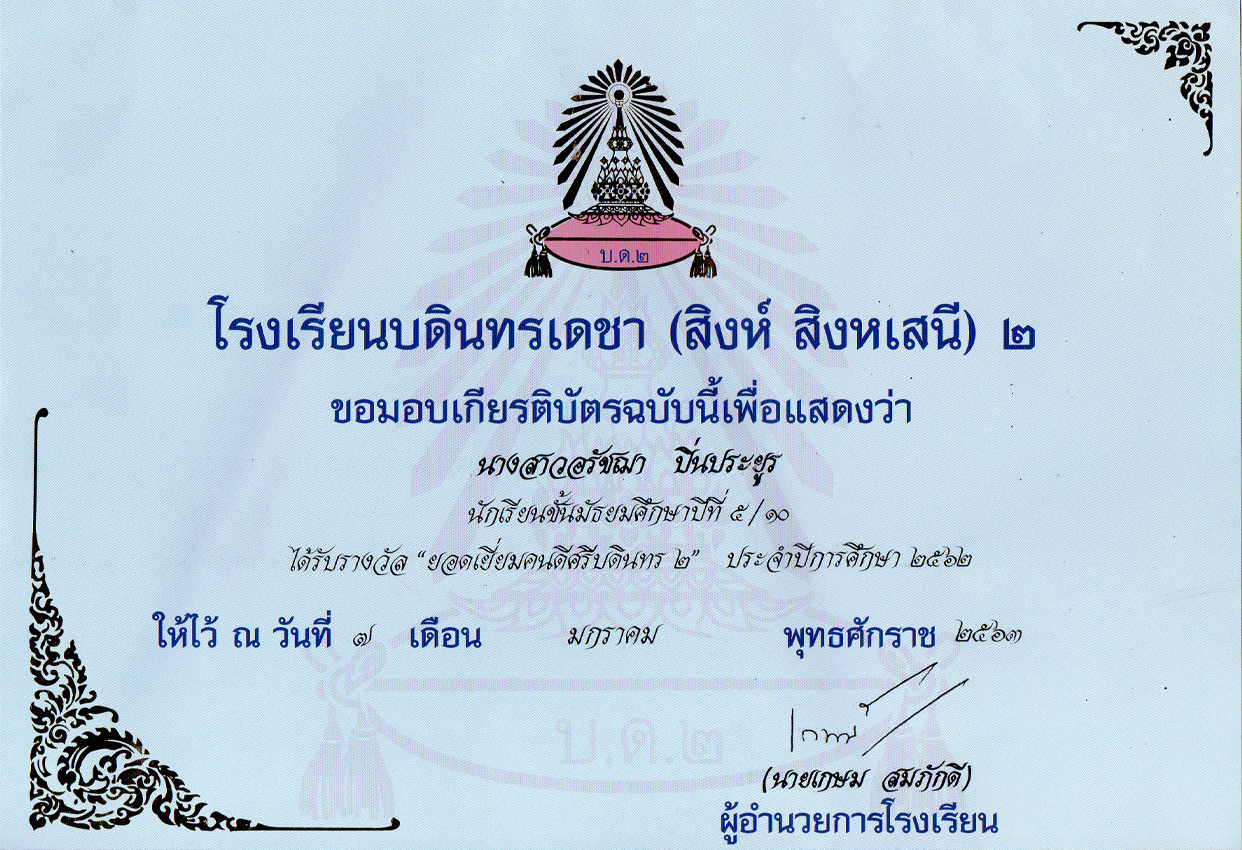 บ.ด.๒
โรงเรียนบดินทรเดชา (สิงห์ สิงหเสนี) ๒
ขอมอบเกียรติบัตรฉบับนี้เพื่อแสดงว่า
นางสาวอรัชฌา ปิ่นประยูร
นักเรียนชั้นมัธยมศึกษาปีที่ ๕/๑๐
ได้รับรางวัล “ยอดเยี่ยมคนดีศรีบดินทร ๒” ประจำปีการศึกษา ๒๕๖๒
ให้ไว้ ณ วันที่ ๗ เดือน มกราคม พุทธศักราช ๒๕๖๓
บ.ด.๒
(นายเกษม สมภักดี)
ผู้อำนวยการโรงเรียน